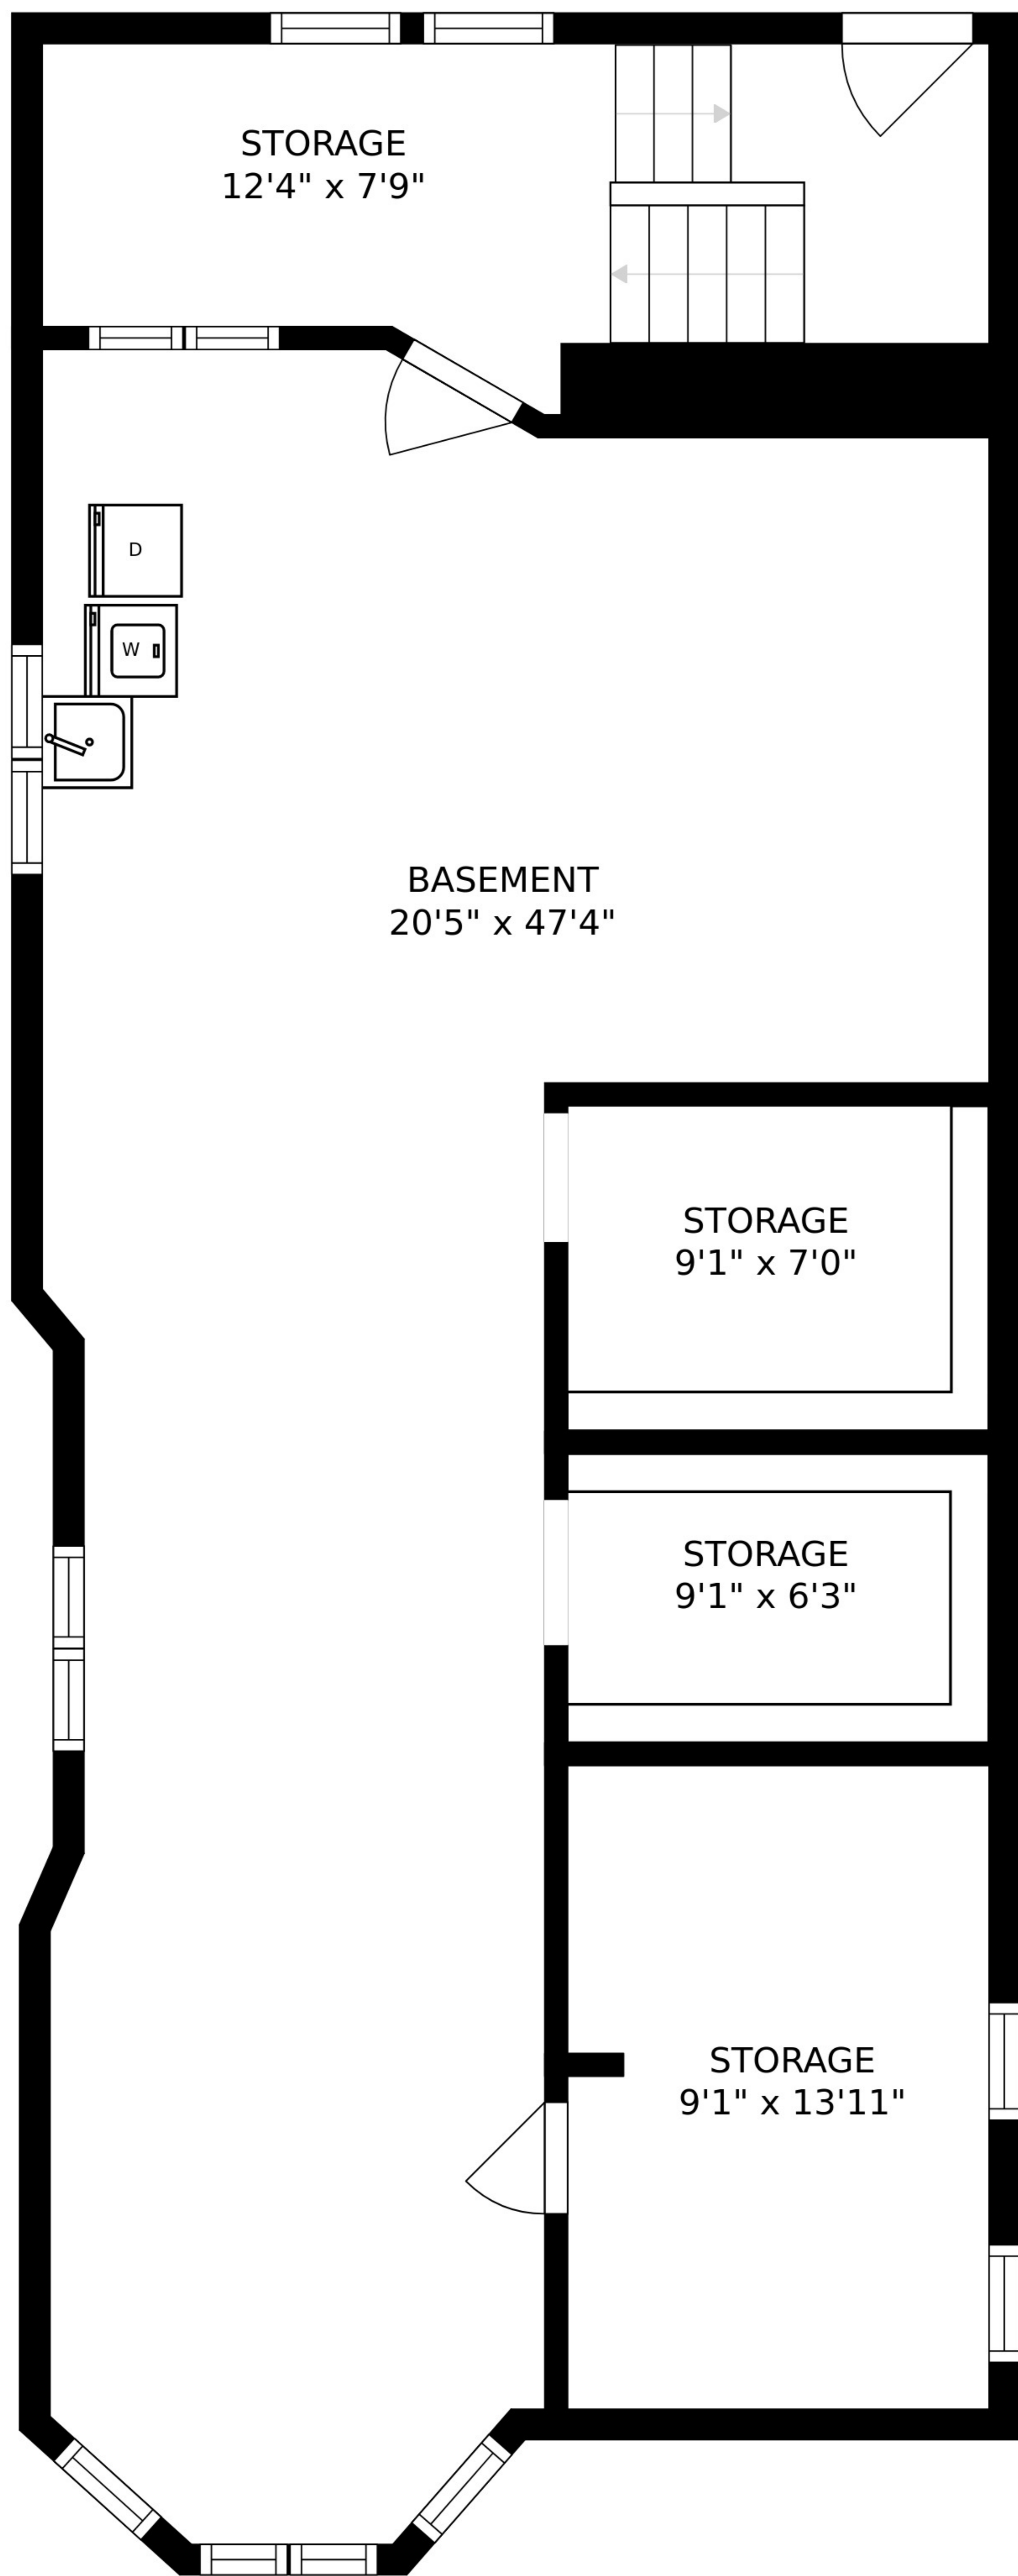 STORAGE
12'4" x 7'9"
D
W
BASEMENT
20'5" x 47'4"
STORAGE
9'1" x 7'0"
STORAGE
9'1" x 6'3"
STORAGE
9'1" x 13'11"